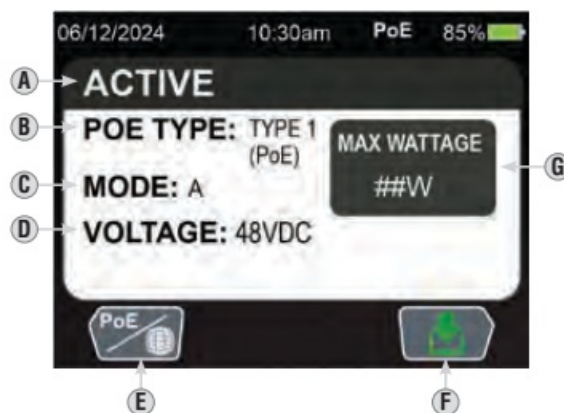 06/12/2024 10:30am PoE 85%
A ACTIVE
B POE TYPE: TYPE 1
(PoE)
MAX WATTAGE
G
C MODE: A
##W
D VOLTAGE: 48VDC
PoE
E F